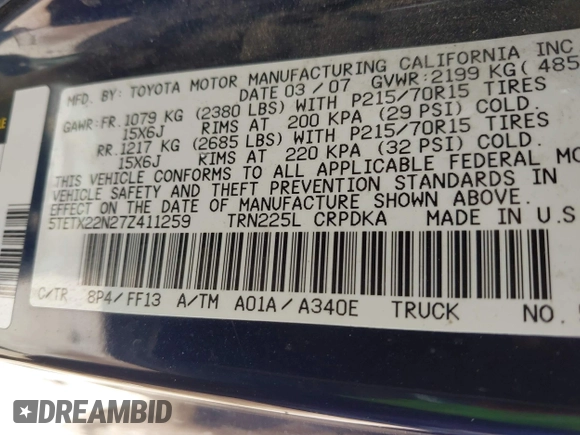 MFD. BY: TOYOTA MOTOR MANUFACTURING CALIFORNIA INC
DATE 03 / 07 GVWR: 2199 KG( 485
GAWR: FR. 1079 KG (2380 LBS) WITH P215/70R15 TIRES
15X6J RIMS AT 200 KPA (29 PSI) COLD.
RR. 1217 KG (2685 LBS) WITH P215/70R15 TIRES
15X6J RIMS AT 220 KPA (32 PSI) COLD.
THIS VEHICLE CONFORMS TO ALL APPLICABLE FEDERAL MO
VEHICLE SAFETY AND THEFT PREVENTION STANDARDS IN
EFFECT ON THE DATE OF MANUFACTURE SHOWN ABOVE.
5TETX22N27Z411259 TRN225L CRPDKA MADE IN U.S
C/TR 8P4/FF13 A/TM A01A/A340E TRUCK NO.
DREAMBID